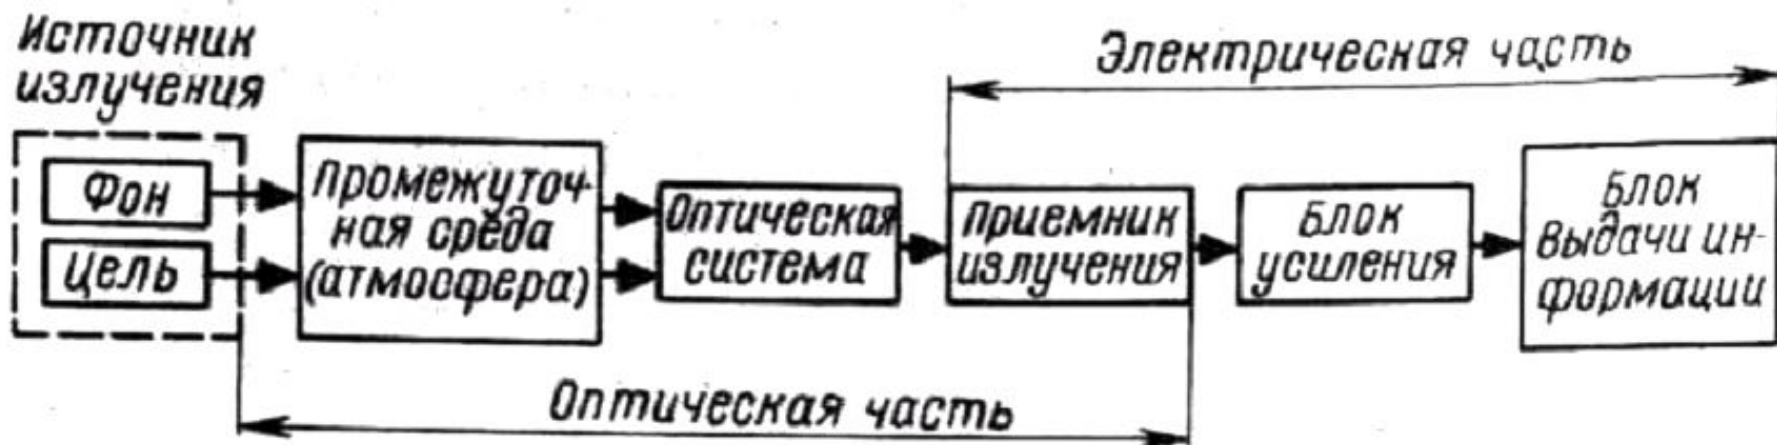 Источник
излучения
Электрическая часть
Фон
Цель
Промежуточ-
ная среда
(атмосфера)
Оптическая
система
Приемник
излучения
Блок
усиления
Блок
выдачи ин-
формации
Оптическая часть